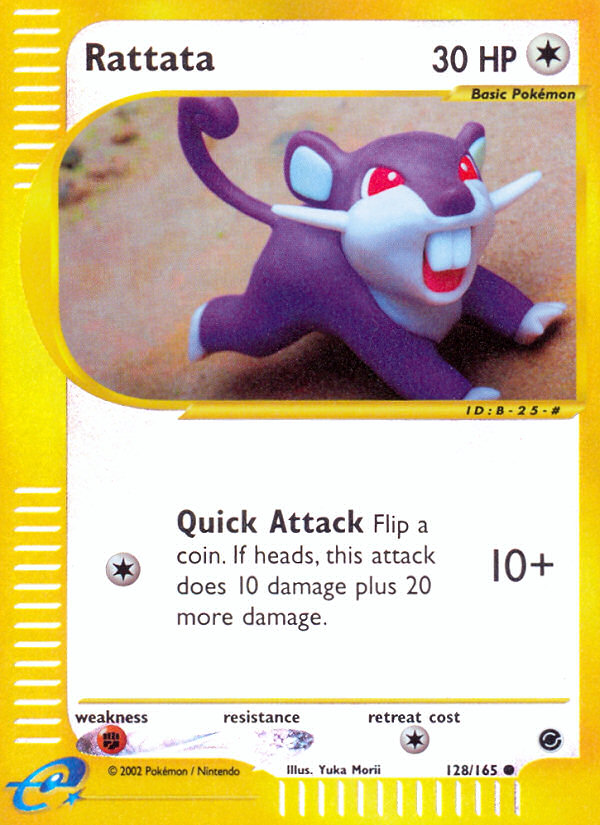 Rattata
30 HP
Basic Pokémon
ID:B-25-#
Quick Attack Flip a
coin. If heads, this attack
does 10 damage plus 20
more damage.
10+
weakness resistance retreat cost
© 2002 Pokémon / Nintendo Illus. Yuka Morii 128/165
e